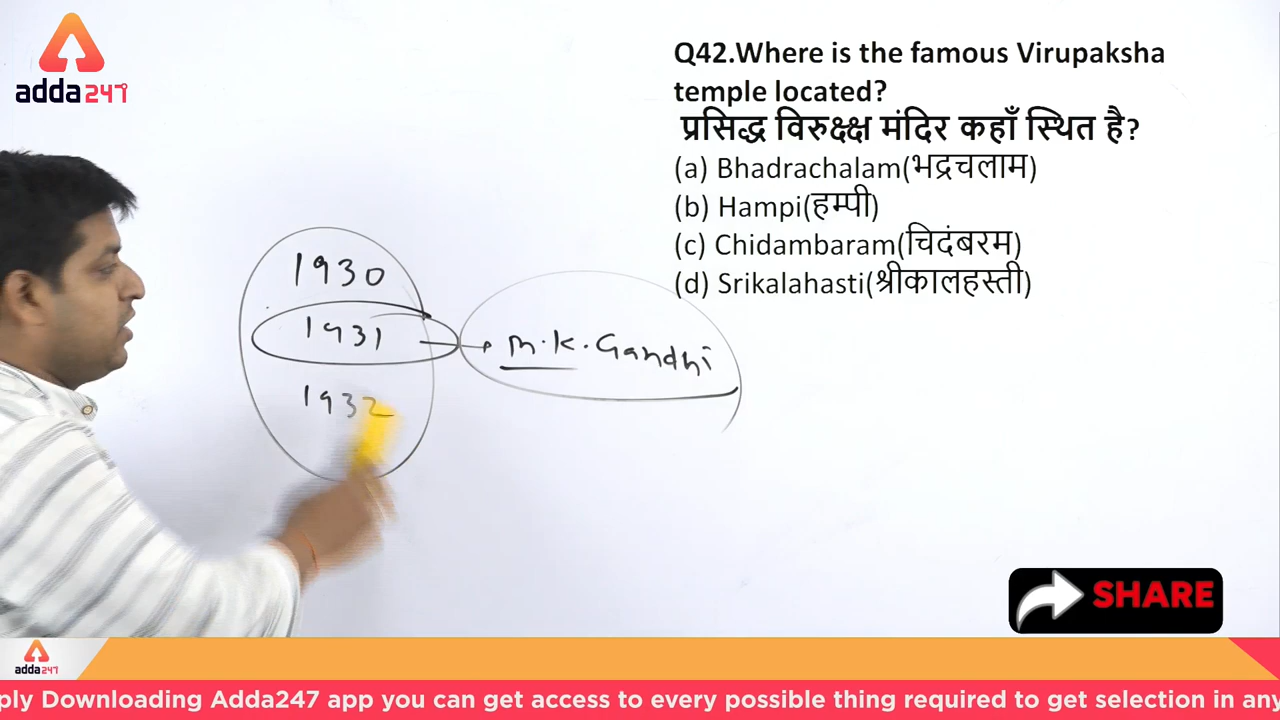 adda247
Q42.Where is the famous Virupaksha
temple located?
प्रसिद्ध विरुक्ष्क्ष मंदिर कहाँ स्थित है?
(a) Bhadrachalam(भद्रचलाम)
(b) Hampi(हम्पी)
(c) Chidambaram(चिदंबरम)
(d) Srikalahasti(श्रीकालहस्ती)
1930
1931
m.k.Gandhi
1932
SHARE
adda247
ply Downloading Adda247 app you can get access to every possible thing required to get selection in any